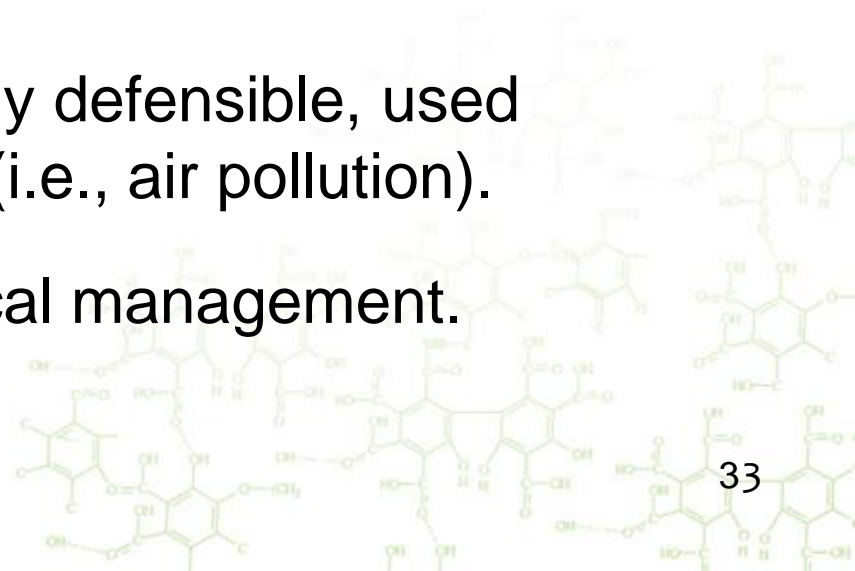 y defensible, used
(i.e., air pollution).
cal management.
33